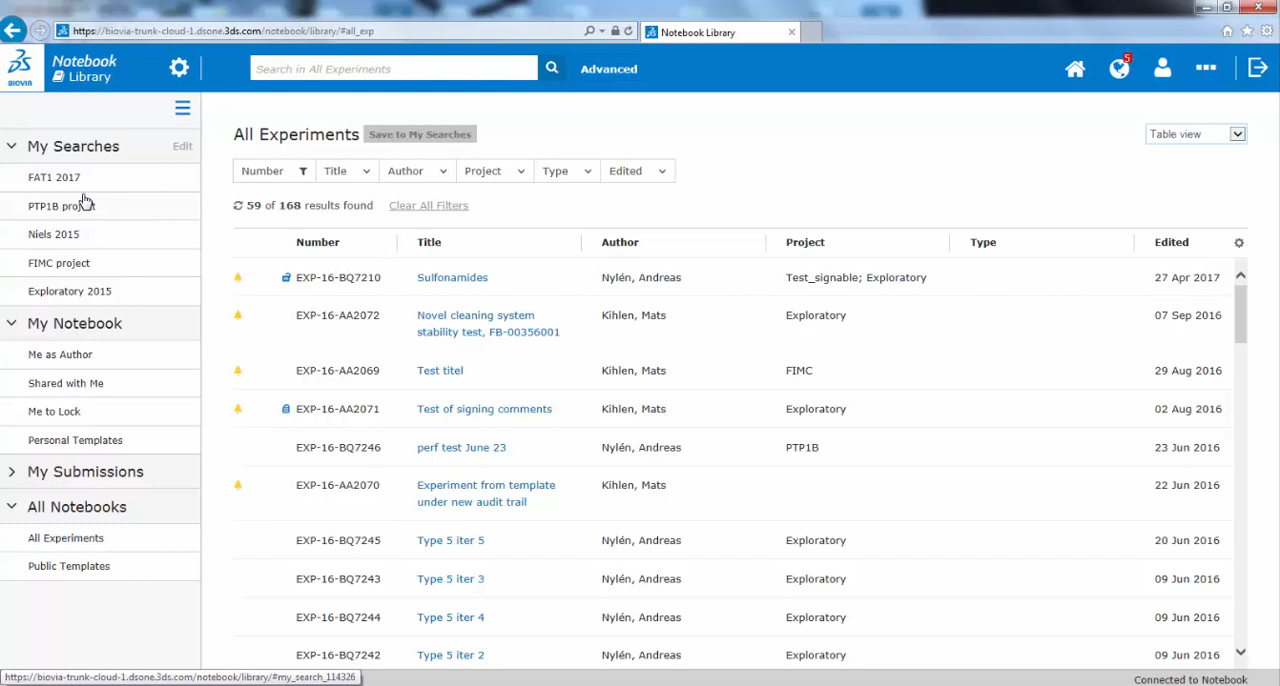 https://biovia-trunk-cloud-1.dsone.3ds.com/notebook/library/#all_exp
Notebook Library
BIOVIA
Notebook
Library
Search in All Experiments
Advanced
5
My Searches
Edit
FAT1 2017
PTP1B project
Niels 2015
FIMC project
Exploratory 2015
My Notebook
Me as Author
Shared with Me
Me to Lock
Personal Templates
My Submissions
All Notebooks
All Experiments
Public Templates
All Experiments Save to My Searches
Table view
Number Title Author Project Type Edited
59 of 168 results found Clear All Filters
Number Title Author Project Type Edited
EXP-16-BQ7210 Sulfonamides Nylén, Andreas Test_signable; Exploratory 27 Apr 2017
EXP-16-AA2072 Novel cleaning system Kihlen, Mats Exploratory 07 Sep 2016
stability test, FB-00356001
EXP-16-AA2069 Test titel Kihlen, Mats FIMC 29 Aug 2016
EXP-16-AA2071 Test of signing comments Kihlen, Mats Exploratory 02 Aug 2016
EXP-16-BQ7246 perf test June 23 Nylén, Andreas PTP1B 23 Jun 2016
EXP-16-AA2070 Experiment from template Kihlen, Mats 22 Jun 2016
under new audit trail
EXP-16-BQ7245 Type 5 iter 5 Nylén, Andreas Exploratory 20 Jun 2016
EXP-16-BQ7243 Type 5 iter 3 Nylén, Andreas Exploratory 09 Jun 2016
EXP-16-BQ7244 Type 5 iter 4 Nylén, Andreas Exploratory 09 Jun 2016
EXP-16-BQ7242 Type 5 iter 2 Nylén, Andreas Exploratory 09 Jun 2016
https://biovia-trunk-cloud-1.dsone.3ds.com/notebook/library/#my_search_114326
Connected to Notebook